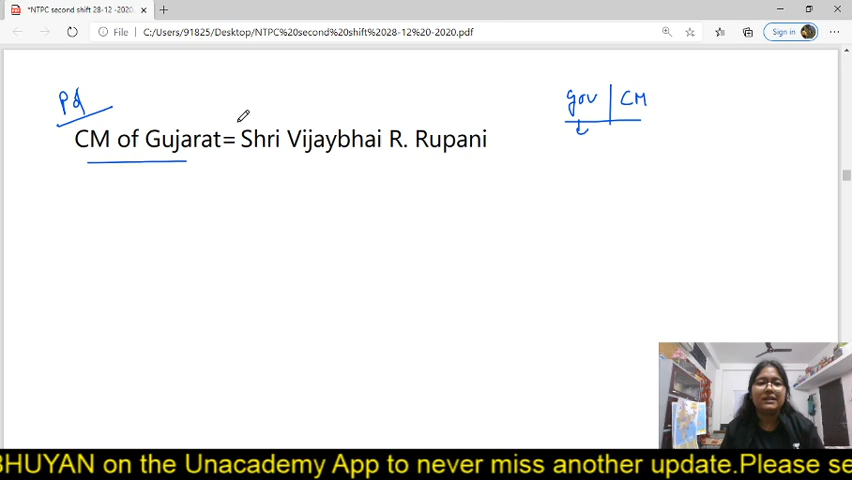 *NTPC second shift 28-12 -2020.
File
C:/Users/91825/Desktop/NTPC%20second%20shift%2028-12%20-2020.pdf
Sign in
Pd
gov | CM
CM of Gujarat= Shri Vijaybhai R. Rupani
BHUYAN on the Unacademy App to never miss another update.Please se